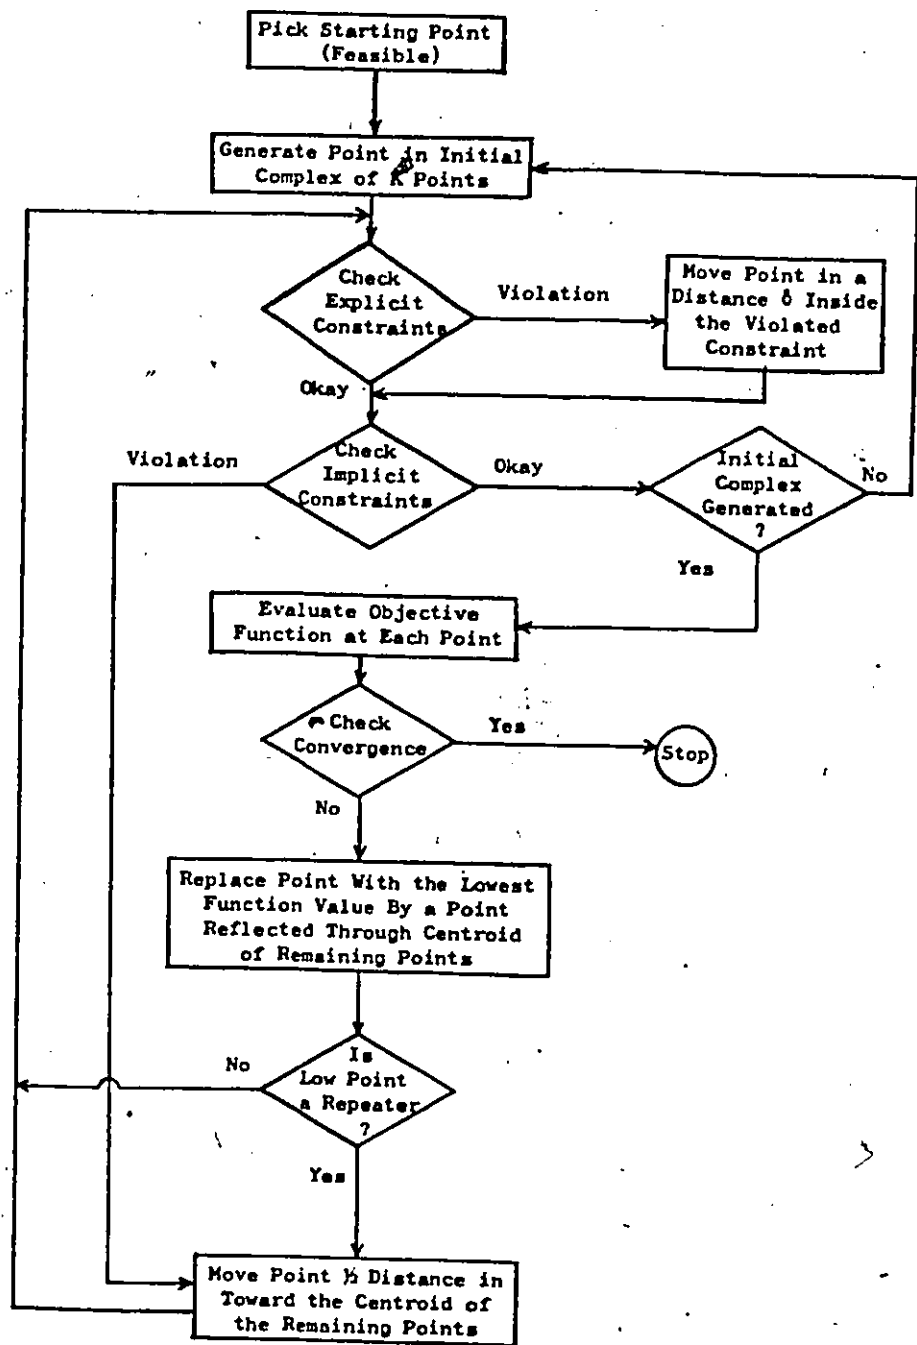 Pick Starting Point
(Feasible)
Generate Point in Initial
Complex of K Points
Check
Explicit
Constraints
Violation
Move Point in a
Distance δ Inside
the Violated
Constraint
Okay
Violation
Check
Implicit
Constraints
Okay
Initial
Complex
Generated
?
No
Yes
Evaluate Objective
Function at Each Point
Check
Convergence
Yes
Stop
No
Replace Point With the Lowest
Function Value By a Point
Reflected Through Centroid
of Remaining Points
No
Is
Low Point
a Repeater
?
Yes
Move Point ½ Distance in
Toward the Centroid of
the Remaining Points